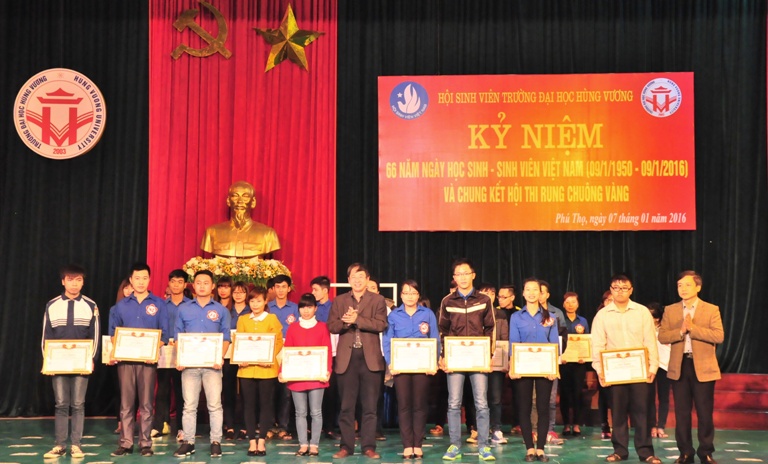 TRƯỜNG ĐẠI HỌC HÙNG VƯƠNG
HUNG VUONG UNIVERSITY
2003
HỘI SINH VIÊN TRƯỜNG ĐẠI HỌC HÙNG VƯƠNG
KỶ NIỆM
66 NĂM NGÀY HỌC SINH - SINH VIÊN VIỆT NAM (09/1/1950 - 09/1/2016)
VÀ CHUNG KẾT HỘI THI RUNG CHUÔNG VÀNG
Phú Thọ, ngày 07 tháng 01 năm 2016